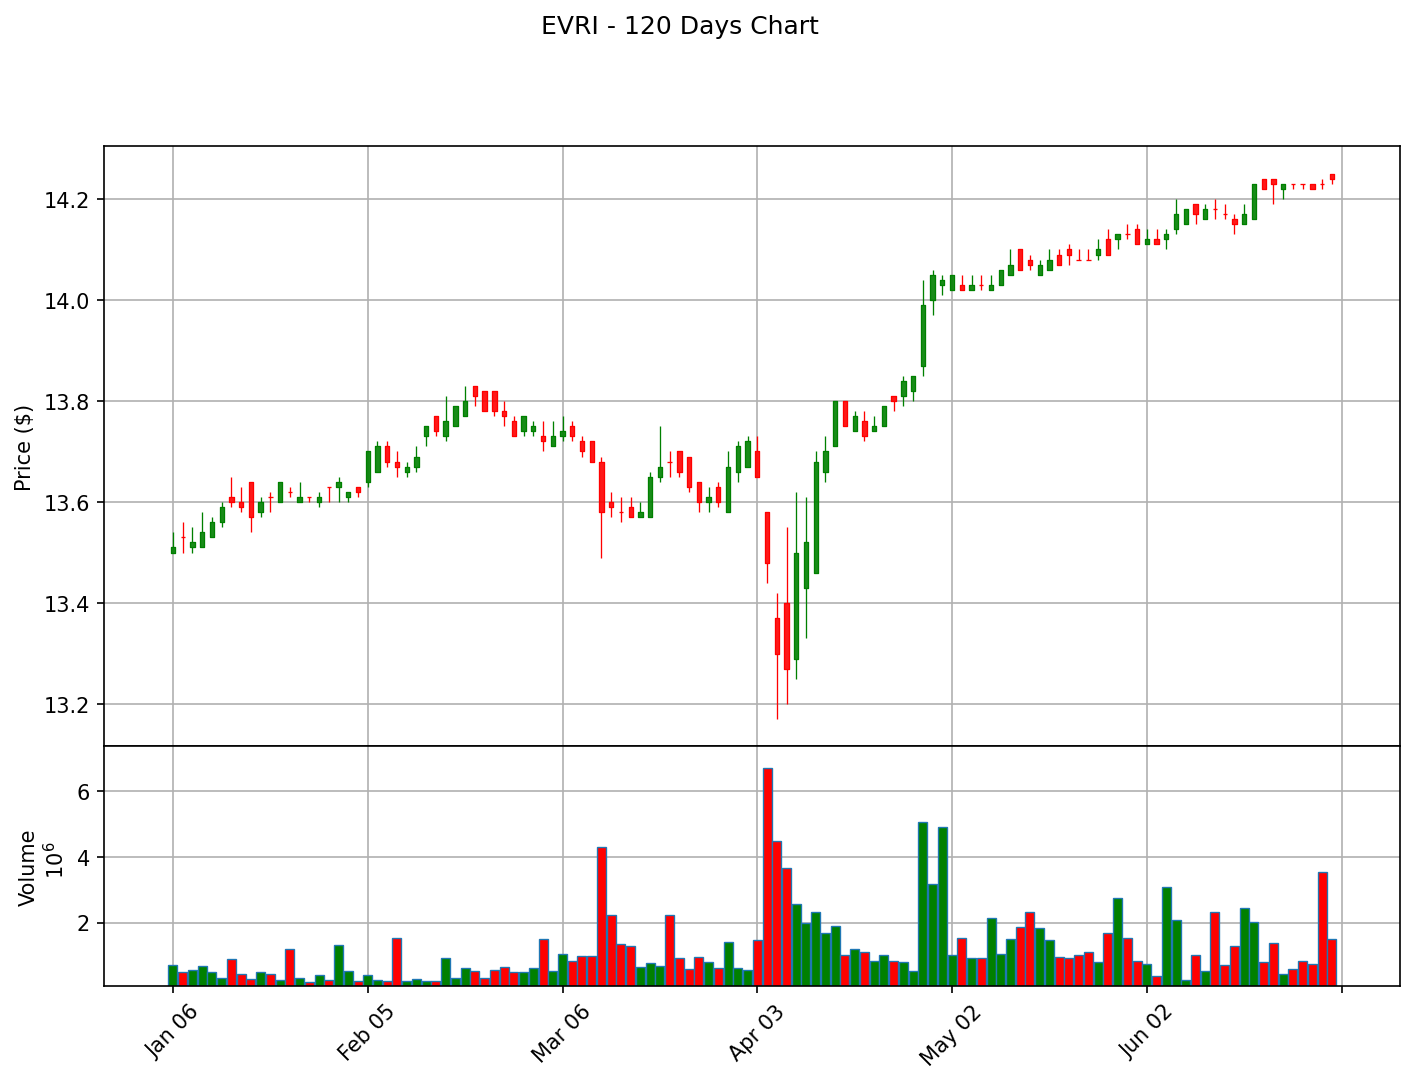 EVRI - 120 Days Chart
Price ($)
14.2
14.0
13.8
13.6
13.4
13.2
Volume
10^6
6
4
2
Jan 06
Feb 05
Mar 06
Apr 03
May 02
Jun 02